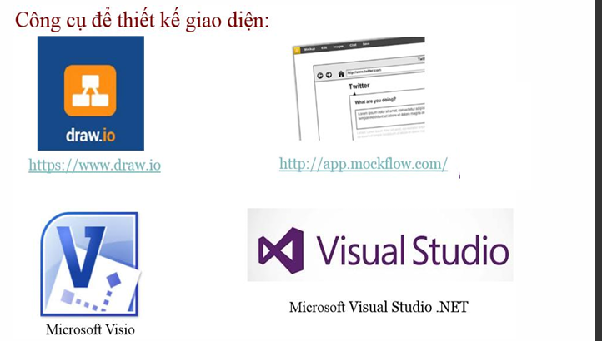 Công cụ để thiết kế giao diện:
draw.io
https://www.draw.io
Twitter
What are you doing?
http://app.mockflow.com/
Visual Studio
Microsoft Visio
Microsoft Visual Studio .NET